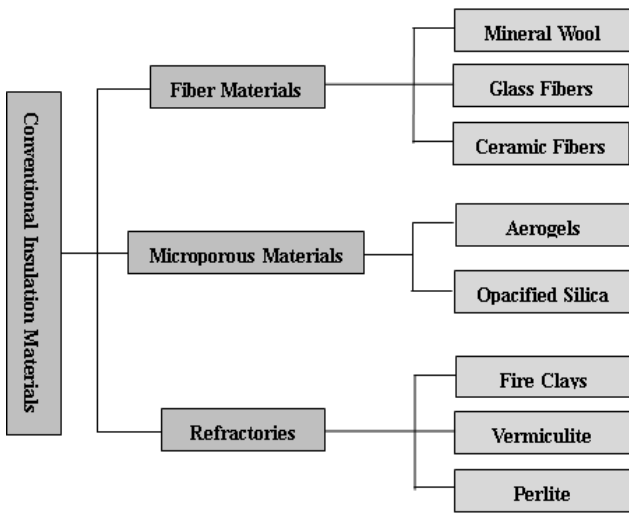 Conventional Insulation Materials
Fiber Materials
Mineral Wool
Glass Fibers
Ceramic Fibers
Microporous Materials
Aerogels
Opacified Silica
Refractories
Fire Clays
Vermiculite
Perlite